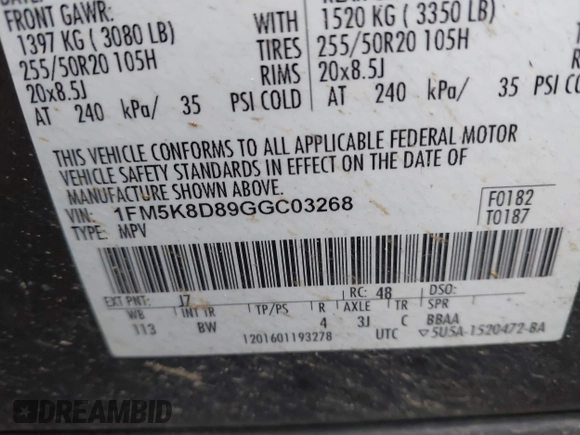 FRONT GAWR:
1397 KG ( 3080 LB)
255/50R20 105H
20x8.5J
AT 240 kPa/ 35 PSI COLD
TIRES
RIMS
1520 KG ( 3350 LB)
255/50R20 105H
20x8.5J
AT 240 kPa/ 35 PSI COLD
THIS VEHICLE CONFORMS TO ALL APPLICABLE FEDERAL MOTOR
VEHICLE SAFETY STANDARDS IN EFFECT ON THE DATE OF
MANUFACTURE SHOWN ABOVE.
VIN: 1FM5K8D89GGC03268
TYPE: MPV
F0182
T0187
EXT PNT: J7 RC: 48 DSO:
WB INT TR TP/PS R AXLE TR SPR
113 BW 4 3J C BBAA
1201601193278 UTC ▽5U5A-1520472-BA
DREAMBID